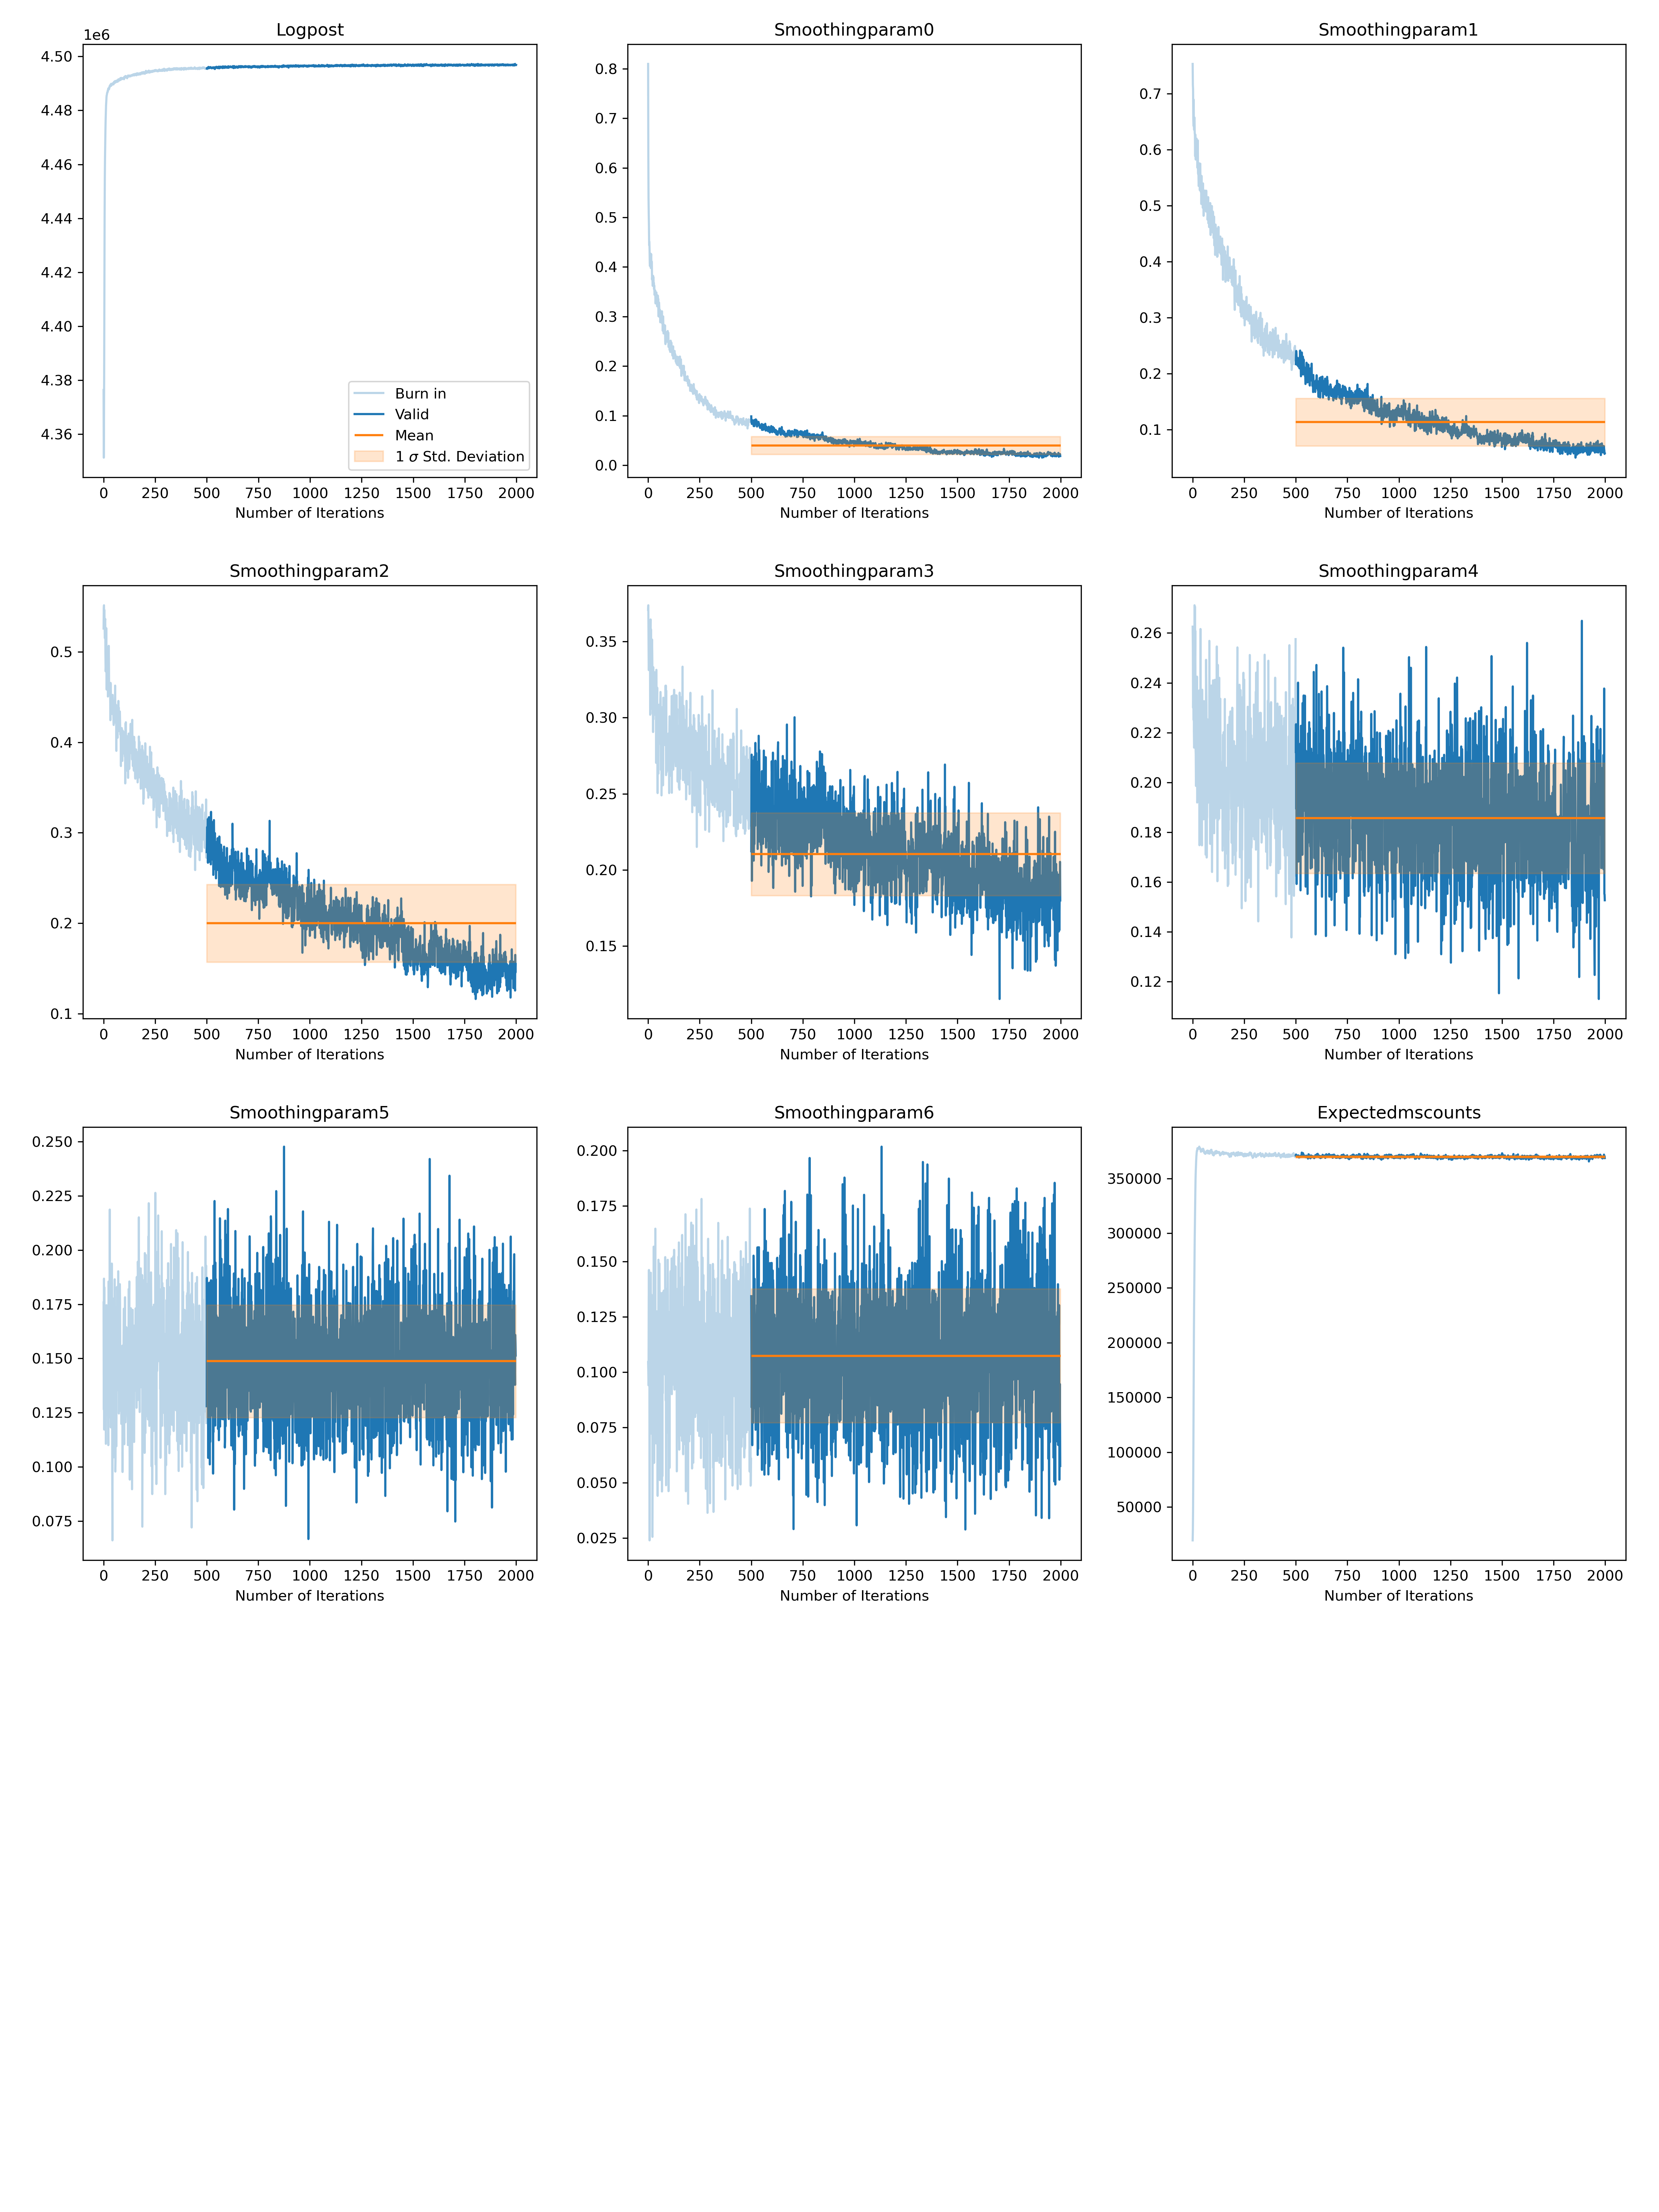 Logpost
1e6
4.50
4.48
4.46
4.44
4.42
4.40
4.38
4.36
Burn in
Valid
Mean
1 σ Std. Deviation
0 250 500 750 1000 1250 1500 1750 2000
Number of Iterations
Smoothingparam0
0.8
0.7
0.6
0.5
0.4
0.3
0.2
0.1
0.0
0 250 500 750 1000 1250 1500 1750 2000
Number of Iterations
Smoothingparam1
0.7
0.6
0.5
0.4
0.3
0.2
0.1
0 250 500 750 1000 1250 1500 1750 2000
Number of Iterations
Smoothingparam2
0.5
0.4
0.3
0.2
0.1
0 250 500 750 1000 1250 1500 1750 2000
Number of Iterations
Smoothingparam3
0.35
0.30
0.25
0.20
0.15
0 250 500 750 1000 1250 1500 1750 2000
Number of Iterations
Smoothingparam4
0.26
0.24
0.22
0.20
0.18
0.16
0.14
0.12
0 250 500 750 1000 1250 1500 1750 2000
Number of Iterations
Smoothingparam5
0.250
0.225
0.200
0.175
0.150
0.125
0.100
0.075
0 250 500 750 1000 1250 1500 1750 2000
Number of Iterations
Smoothingparam6
0.200
0.175
0.150
0.125
0.100
0.075
0.050
0.025
0 250 500 750 1000 1250 1500 1750 2000
Number of Iterations
Expectedmscounts
350000
300000
250000
200000
150000
100000
50000
0 250 500 750 1000 1250 1500 1750 2000
Number of Iterations